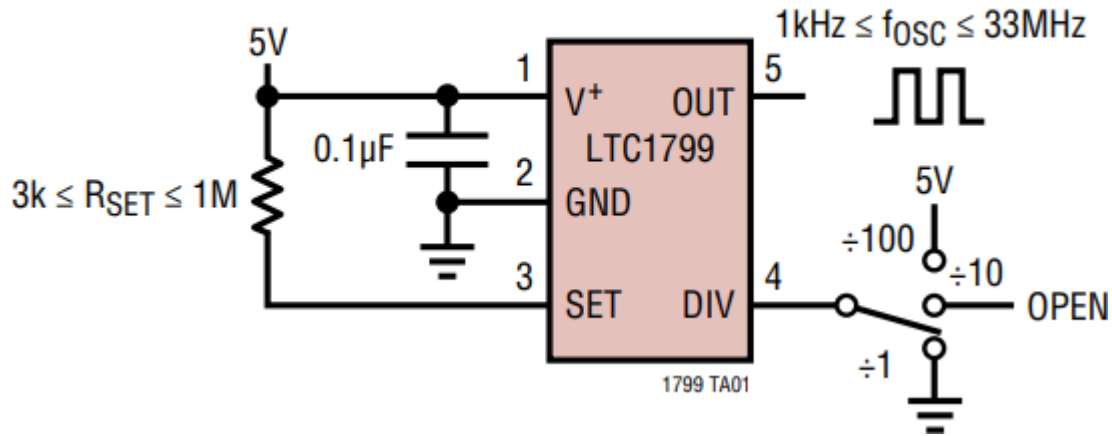 1kHz ≤ fOSC ≤ 33MHz
5V
1
5
V+
OUT
0.1µF
LTC1799
3k ≤ RSET ≤ 1M
2
GND
5V
÷100
÷10
3
4
SET
DIV
OPEN
÷1
1799 TA01